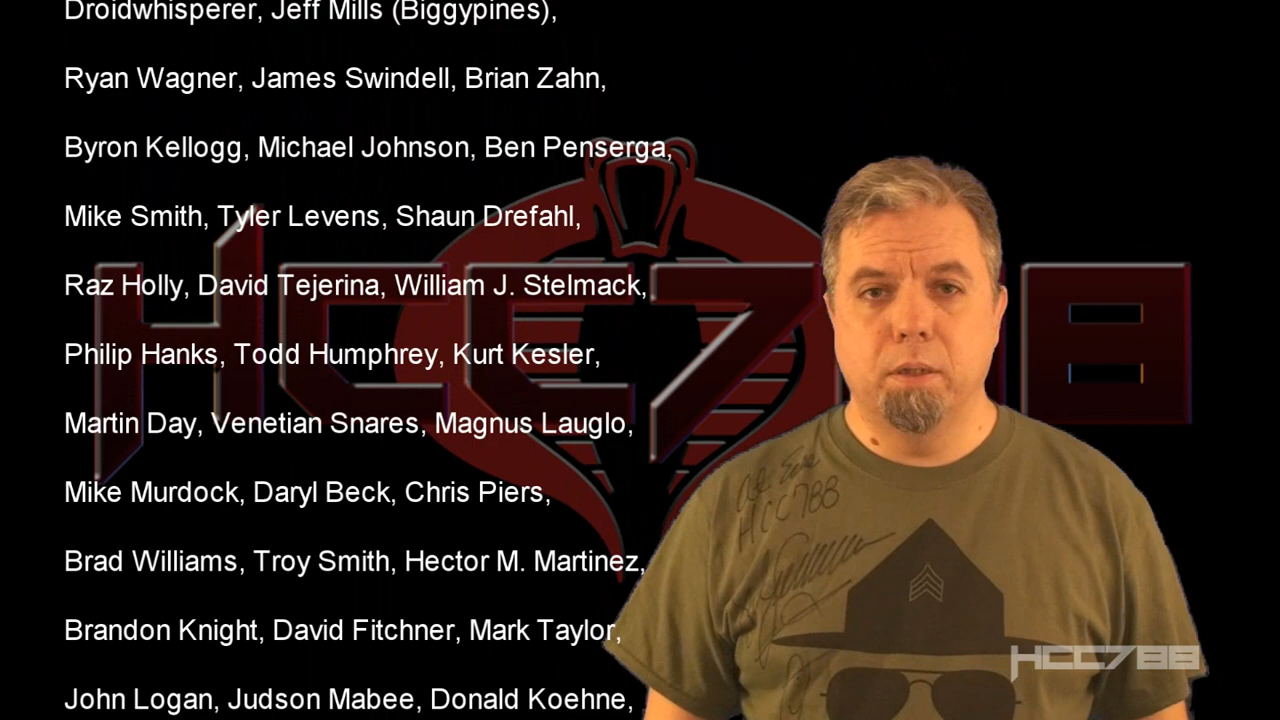 Droidwhisperer, Jeff Mills (Biggypines),
Ryan Wagner, James Swindell, Brian Zahn,
Byron Kellogg, Michael Johnson, Ben Penserga,
Mike Smith, Tyler Levens, Shaun Drefahl,
Raz Holly, David Tejerina, William J. Stelmack,
Philip Hanks, Todd Humphrey, Kurt Kesler,
Martin Day, Venetian Snares, Magnus Lauglo,
Mike Murdock, Daryl Beck, Chris Piers,
Brad Williams, Troy Smith, Hector M. Martinez,
Brandon Knight, David Fitchner, Mark Taylor,
John Logan, Judson Mabee, Donald Koehne,
HCC788
HCC788